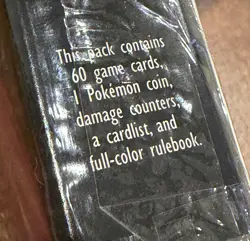 This pack contains
60 game cards,
1 Pokémon coin,
damage counters,
a cardlist, and
full-color rulebook.